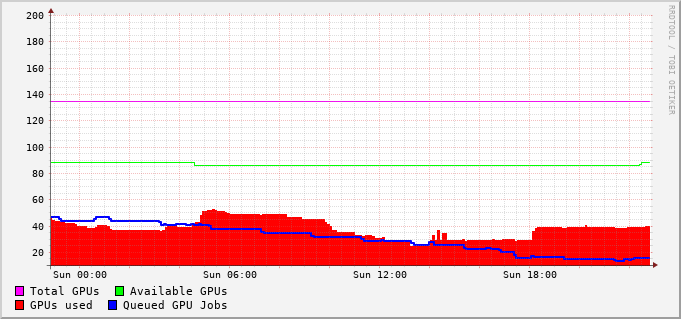 200
180
160
140
120
100
80
60
40
20
Sun 00:00 Sun 06:00 Sun 12:00 Sun 18:00
Total GPUs Available GPUs
GPUs used Queued GPU Jobs
RRDTOOL / TOBI OETIKER